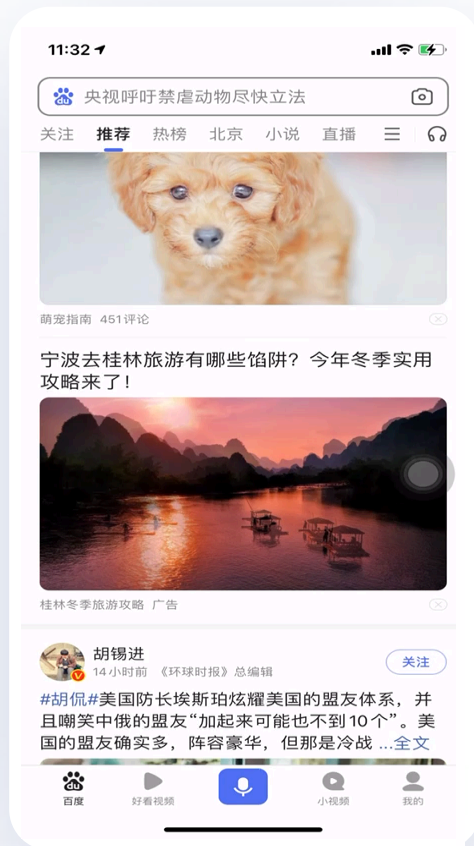 11:32
du 央视呼吁禁虐动物尽快立法
关注 推荐 热榜 北京 小说 直播
萌宠指南 451评论
宁波去桂林旅游有哪些馅阱？今年冬季实用
攻略来了！
桂林冬季旅游攻略 广告
胡锡进
关注
14小时前 《环球时报》总编辑
#胡侃#美国防长埃斯珀炫耀美国的盟友体系，并
且嘲笑中俄的盟友“加起来可能也不到10个”。美
国的盟友确实多，阵容豪华，但那是冷战 ...全文
du
百度 好看视频 小视频 我的